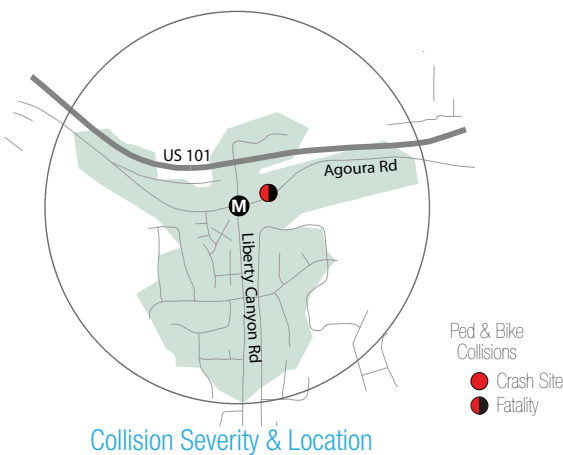 US 101
Agoura Rd
M
Liberty Canyon Rd
Ped & Bike
Collisions
Crash Site
Fatality
Collision Severity & Location